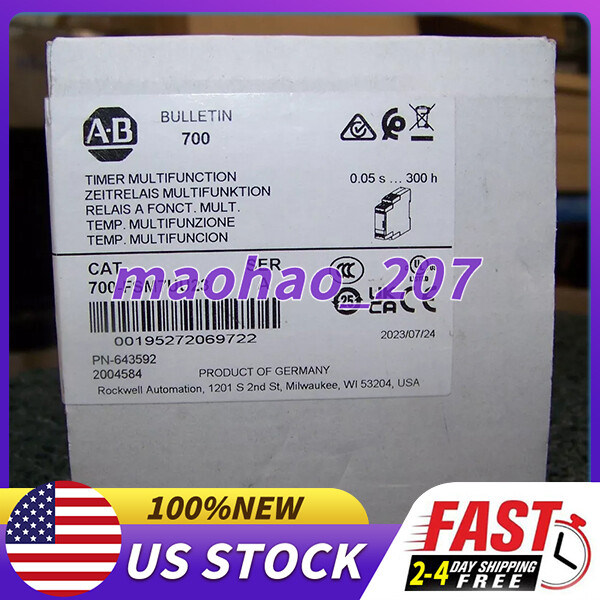 A-B
BULLETIN
700
TIMER MULTIFUNCTION
ZEITRELAIS MULTIFUNKTION
RELAIS A FONCT. MULT.
TEMP. MULTIFUNZIONE
TEMP. MULTIFUNCION
0.05 s ... 300 h
CAT
SER
maohao_207
00195272069722
2023/07/24
PN-643592
2004584
PRODUCT OF GERMANY
Rockwell Automation, 1201 S 2nd St, Milwaukee, WI 53204, USA
100%NEW
US STOCK
FAST
2-4 DAY SHIPPING
FREE